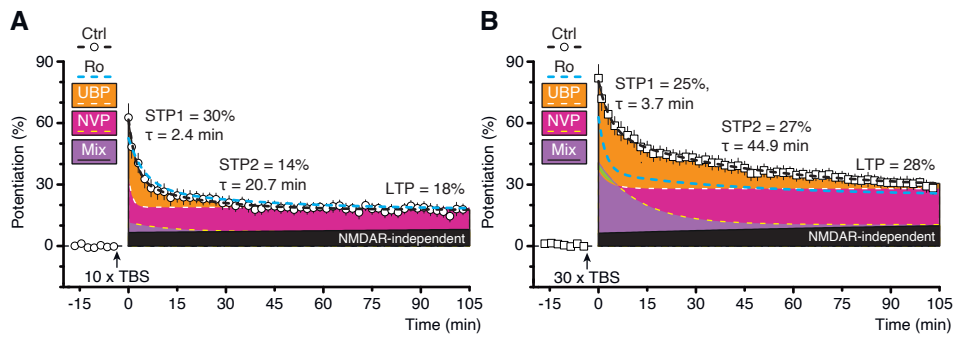 A
Ctrl
Ro
UBP
NVP
Mix
Potentiation (%)
90
60
30
0
STP1 = 30%
τ = 2.4 min
STP2 = 14%
τ = 20.7 min
LTP = 18%
NMDAR-independent
10 x TBS
-15
0
15
30
45
60
75
90
105
Time (min)
B
Ctrl
Ro
UBP
NVP
Mix
Potentiation (%)
90
60
30
0
STP1 = 25%,
τ = 3.7 min
STP2 = 27%
τ = 44.9 min
LTP = 28%
NMDAR-independent
30 x TBS
-15
0
15
30
45
60
75
90
105
Time (min)